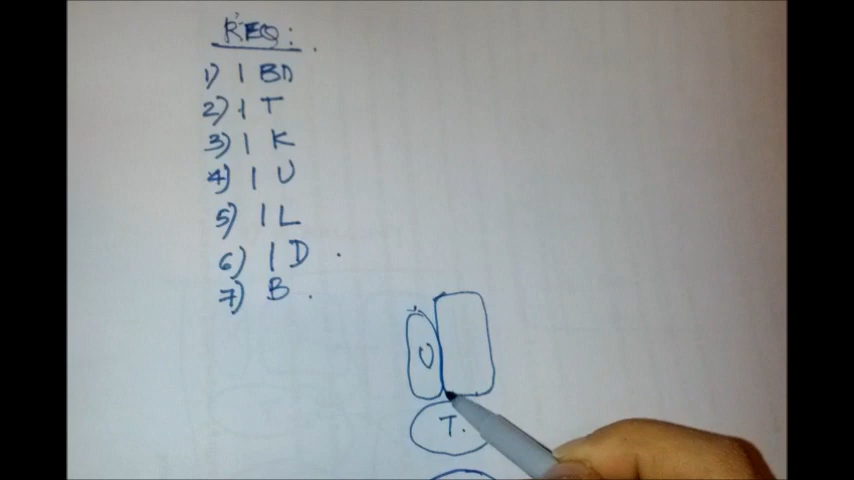 REQ:
1) 1 BD
2) 1 T
3) 1 K
4) 1 U
5) 1 L
6) 1 D
7) B
U
T.